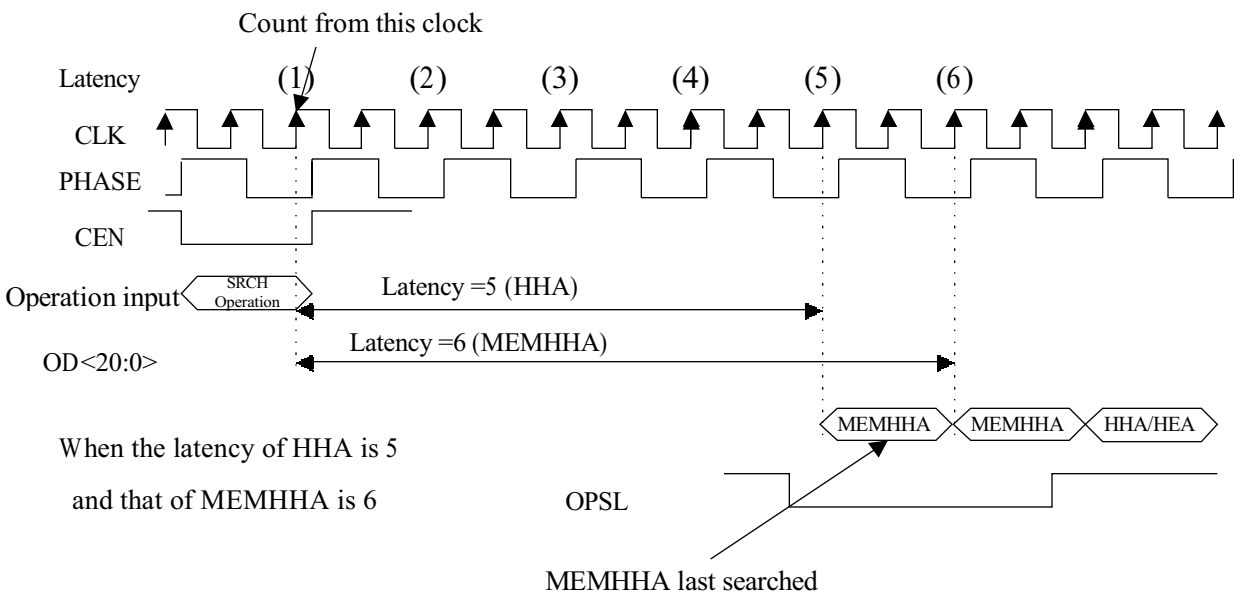 Count from this clock
Latency (1) (2) (3) (4) (5) (6)
CLK
PHASE
CEN
Operation input
SRCH
Operation
Latency =5 (HHA)
Latency =6 (MEMHHA)
OD<20:0>
MEMHHA MEMHHA HHA/HEA
When the latency of HHA is 5
and that of MEMHHA is 6
OPSL
MEMHHA last searched